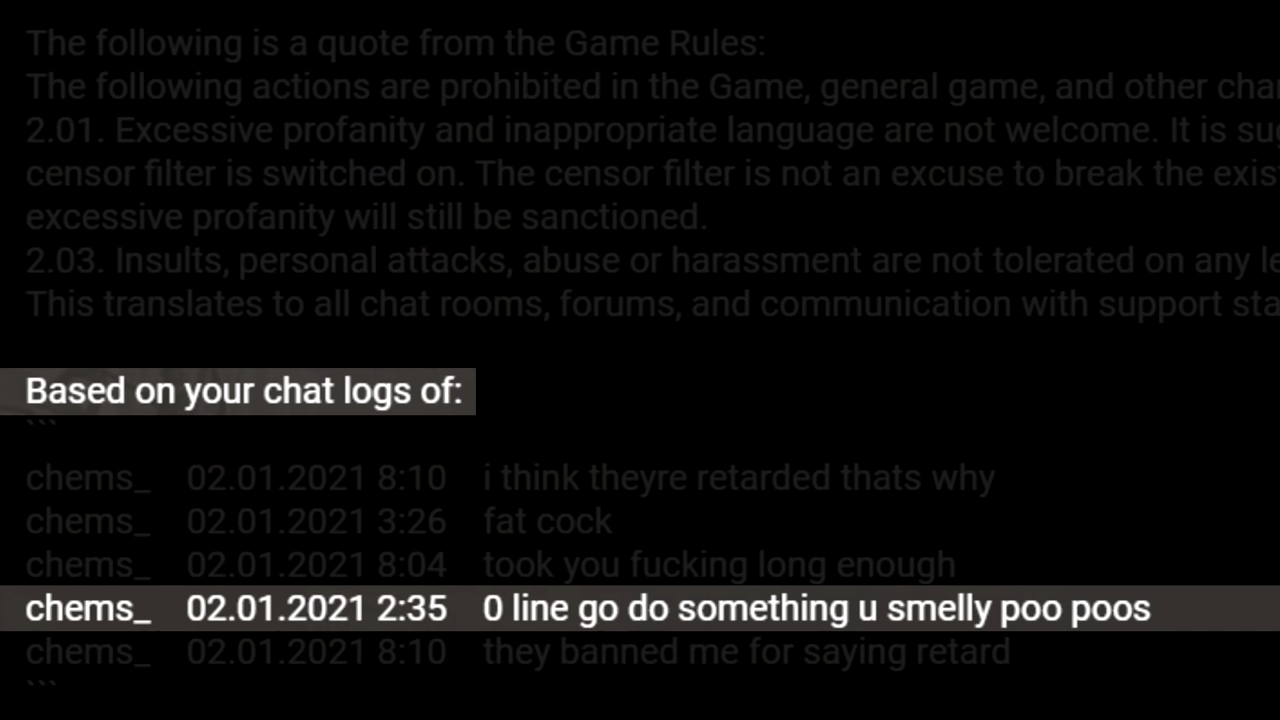 The following is a quote from the Game Rules:
The following actions are prohibited in the Game, general game, and other cha
2.01. Excessive profanity and inappropriate language are not welcome. It is su
censor filter is switched on. The censor filter is not an excuse to break the exis
excessive profanity will still be sanctioned.
2.03. Insults, personal attacks, abuse or harassment are not tolerated on any le
This translates to all chat rooms, forums, and communication with support sta
Based on your chat logs of:
```
chems_ 02.01.2021 8:10 i think theyre retarded thats why
chems_ 02.01.2021 3:26 fat cock
chems_ 02.01.2021 8:04 took you fucking long enough
chems_ 02.01.2021 2:35 0 line go do something u smelly poo poos
chems_ 02.01.2021 8:10 they banned me for saying retard
```